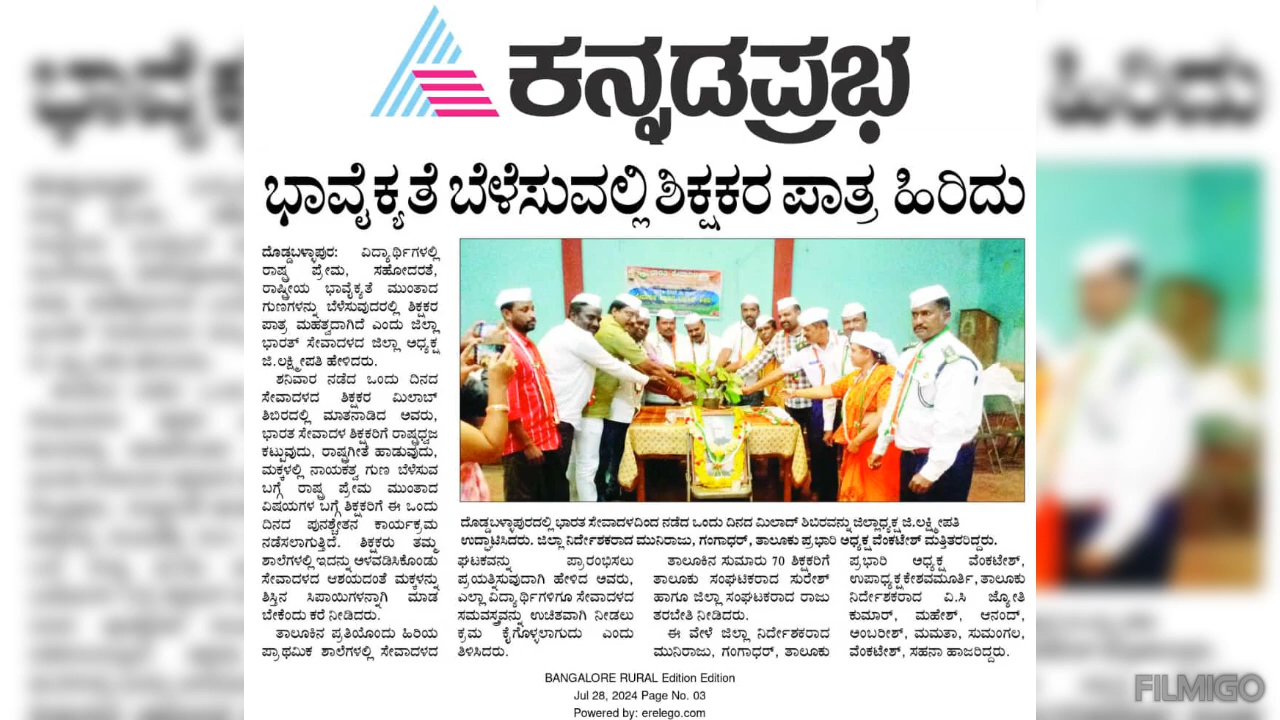 ಕನ್ನಡಪ್ರಭ
ಭಾವೈಕ್ಯತೆ ಬೆಳೆಸುವಲ್ಲಿ ಶಿಕ್ಷಕರ ಪಾತ್ರ ಹಿರಿದು
ದೊಡ್ಡಬಳ್ಳಾಪುರ: ವಿದ್ಯಾರ್ಥಿಗಳಲ್ಲಿ
ರಾಷ್ಟ್ರ ಪ್ರೇಮ, ಸಹೋದರತೆ,
ರಾಷ್ಟ್ರೀಯ ಭಾವೈಕ್ಯತೆ ಮುಂತಾದ
ಗುಣಗಳನ್ನು ಬೆಳೆಸುವುದರಲ್ಲಿ ಶಿಕ್ಷಕರ
ಪಾತ್ರ ಮಹತ್ವದಾಗಿದೆ ಎಂದು ಜಿಲ್ಲಾ
ಭಾರತ್ ಸೇವಾದಳದ ಜಿಲ್ಲಾ ಅಧ್ಯಕ್ಷ
ಜಿ.ಲಕ್ಷ್ಮೀಪತಿ ಹೇಳಿದರು.
ಶನಿವಾರ ನಡೆದ ಒಂದು ದಿನದ
ಸೇವಾದಳದ ಶಿಕ್ಷಕರ ಮಿಲಾಬ್
ಶಿಬಿರದಲ್ಲಿ ಮಾತನಾಡಿದ ಅವರು,
ಭಾರತ ಸೇವಾದಳ ಶಿಕ್ಷಕರಿಗೆ ರಾಷ್ಟ್ರಧ್ವಜ
ಕಟ್ಟುವುದು, ರಾಷ್ಟ್ರಗೀತೆ ಹಾಡುವುದು,
ಮಕ್ಕಳಲ್ಲಿ ನಾಯಕತ್ವ ಗುಣ ಬೆಳೆಸುವ
ಬಗ್ಗೆ ರಾಷ್ಟ್ರ ಪ್ರೇಮ ಮುಂತಾದ
ವಿಷಯಗಳ ಬಗ್ಗೆ ಶಿಕ್ಷಕರಿಗೆ ಈ ಒಂದು
ದಿನದ ಪುನಶ್ಚೇತನ ಕಾರ್ಯಕ್ರಮ
ನಡೆಸಲಾಗುತ್ತಿದೆ. ಶಿಕ್ಷಕರು ತಮ್ಮ
ಶಾಲೆಗಳಲ್ಲಿ ಇದನ್ನು ಅಳವಡಿಸಿಕೊಂಡು
ಸೇವಾದಳದ ಆಶಯದಂತೆ ಮಕ್ಕಳನ್ನು
ಶಿಸ್ತಿನ ಸಿಪಾಯಿಗಳನ್ನಾಗಿ ಮಾಡ
ಬೇಕೆಂದು ಕರೆ ನೀಡಿದರು.
ತಾಲೂಕಿನ ಪ್ರತಿಯೊಂದು ಹಿರಿಯ
ಪ್ರಾಥಮಿಕ ಶಾಲೆಗಳಲ್ಲಿ ಸೇವಾದಳದ
ದೊಡ್ಡಬಳ್ಳಾಪುರದಲ್ಲಿ ಭಾರತ ಸೇವಾದಳದಿಂದ ನಡೆದ ಒಂದು ದಿನದ ಮಿಲಾದ್ ಶಿಬಿರವನ್ನು ಜಿಲ್ಲಾಧ್ಯಕ್ಷ ಜಿ.ಲಕ್ಷ್ಮೀಪತಿ
ಉದ್ಘಾಟಿಸಿದರು. ಜಿಲ್ಲಾ ನಿರ್ದೇಶಕರಾದ ಮುನಿರಾಜು, ಗಂಗಾಧರ್, ತಾಲೂಕು ಪ್ರಭಾರಿ ಅಧ್ಯಕ್ಷ ವೆಂಕಟೇಶ್ ಮತ್ತಿತರರಿದ್ದರು.
ಘಟಕವನ್ನು ಪ್ರಾರಂಭಿಸಲು
ಪ್ರಯತ್ನಿಸುವುದಾಗಿ ಹೇಳಿದ ಅವರು,
ಎಲ್ಲಾ ವಿದ್ಯಾರ್ಥಿಗಳಿಗೂ ಸೇವಾದಳದ
ಸಮವಸ್ತ್ರವನ್ನು ಉಚಿತವಾಗಿ ನೀಡಲು
ಕ್ರಮ ಕೈಗೊಳ್ಳಲಾಗುದು ಎಂದು
ತಿಳಿಸಿದರು.
ತಾಲೂಕಿನ ಸುಮಾರು 70 ಶಿಕ್ಷಕರಿಗೆ
ತಾಲೂಕು ಸಂಘಟಿಕರಾದ ಸುರೇಶ್
ಹಾಗೂ ಜಿಲ್ಲಾ ಸಂಘಟಕರಾದ ರಾಜು
ತರಬೇತಿ ನೀಡಿದರು.
ಈ ವೇಳೆ ಜಿಲ್ಲಾ ನಿರ್ದೇಶಕರಾದ
ಮುನಿರಾಜು, ಗಂಗಾಧರ್, ತಾಲೂಕು
ಪ್ರಭಾರಿ ಅಧ್ಯಕ್ಷ ವೆಂಕಟೇಶ್,
ಉಪಾಧ್ಯಕ್ಷ ಕೇಶವಮೂರ್ತಿ, ತಾಲೂಕು
ನಿರ್ದೇಶಕರಾದ ಎ.ಸಿ ಜ್ಯೋತಿ
ಕುಮಾರ್, ಮಹೇಶ್, ಆನಂದ್,
ಅಂಬರೀಶ್, ಮಮತಾ, ಸುಮಂಗಲ,
ವೆಂಕಟೇಶ್, ಸಹನಾ ಹಾಜರಿದ್ದರು.
BANGALORE RURAL Edition Edition
Jul 28, 2024 Page No. 03
Powered by: erelego.com
FILMIGO